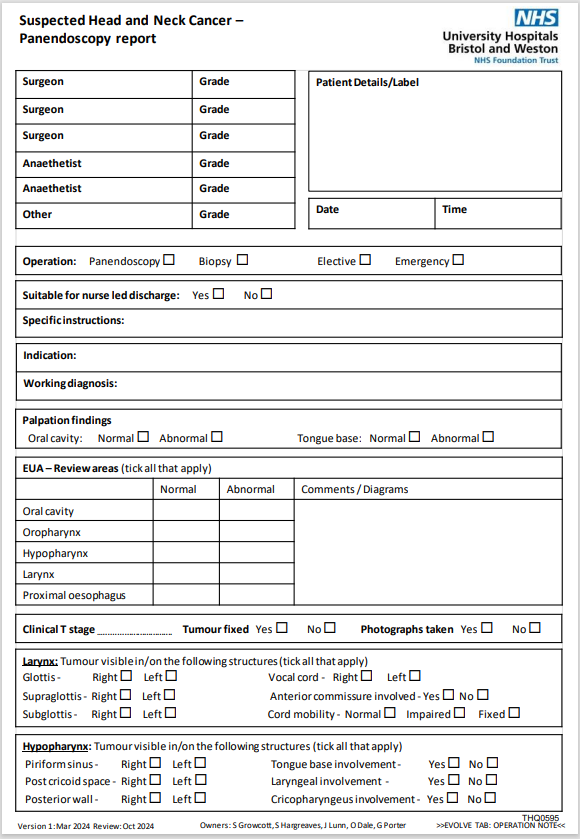 Suspected Head and Neck Cancer –
Panendoscopy report
NHS
University Hospitals
Bristol and Weston
NHS Foundation Trust
Surgeon Grade
Surgeon Grade
Surgeon Grade
Anaethetist Grade
Anaethetist Grade
Other Grade
Patient Details/Label
Date Time
Operation: Panendoscopy ☐ Biopsy ☐ Elective ☐ Emergency ☐
Suitable for nurse led discharge: Yes ☐ No ☐
Specific instructions:
Indication:
Working diagnosis:
Palpation findings
Oral cavity: Normal ☐ Abnormal ☐ Tongue base: Normal ☐ Abnormal ☐
EUA – Review areas (tick all that apply)
Normal Abnormal Comments / Diagrams
Oral cavity
Oropharynx
Hypopharynx
Larynx
Proximal oesophagus
Clinical T stage ........................... Tumour fixed Yes ☐ No ☐ Photographs taken Yes ☐ No ☐
Larynx: Tumour visible in/on the following structures (tick all that apply)
Glottis - Right ☐ Left ☐ Vocal cord - Right ☐ Left ☐
Supraglottis - Right ☐ Left ☐ Anterior commissure involved - Yes ☐ No ☐
Subglottis - Right ☐ Left ☐ Cord mobility - Normal ☐ Impaired ☐ Fixed ☐
Hypopharynx: Tumour visible in/on the following structures (tick all that apply)
Piriform sinus - Right ☐ Left ☐ Tongue base involvement - Yes ☐ No ☐
Post cricoid space - Right ☐ Left ☐ Laryngeal involvement - Yes ☐ No ☐
Posterior wall - Right ☐ Left ☐ Cricopharyngeus involvement - Yes ☐ No ☐
THQ0595
Version 1: Mar 2024 Review: Oct 2024 Owners: S Growcott, S Hargreaves, J Lunn, O Dale, G Porter >>EVOLVE TAB: OPERATION NOTE<<